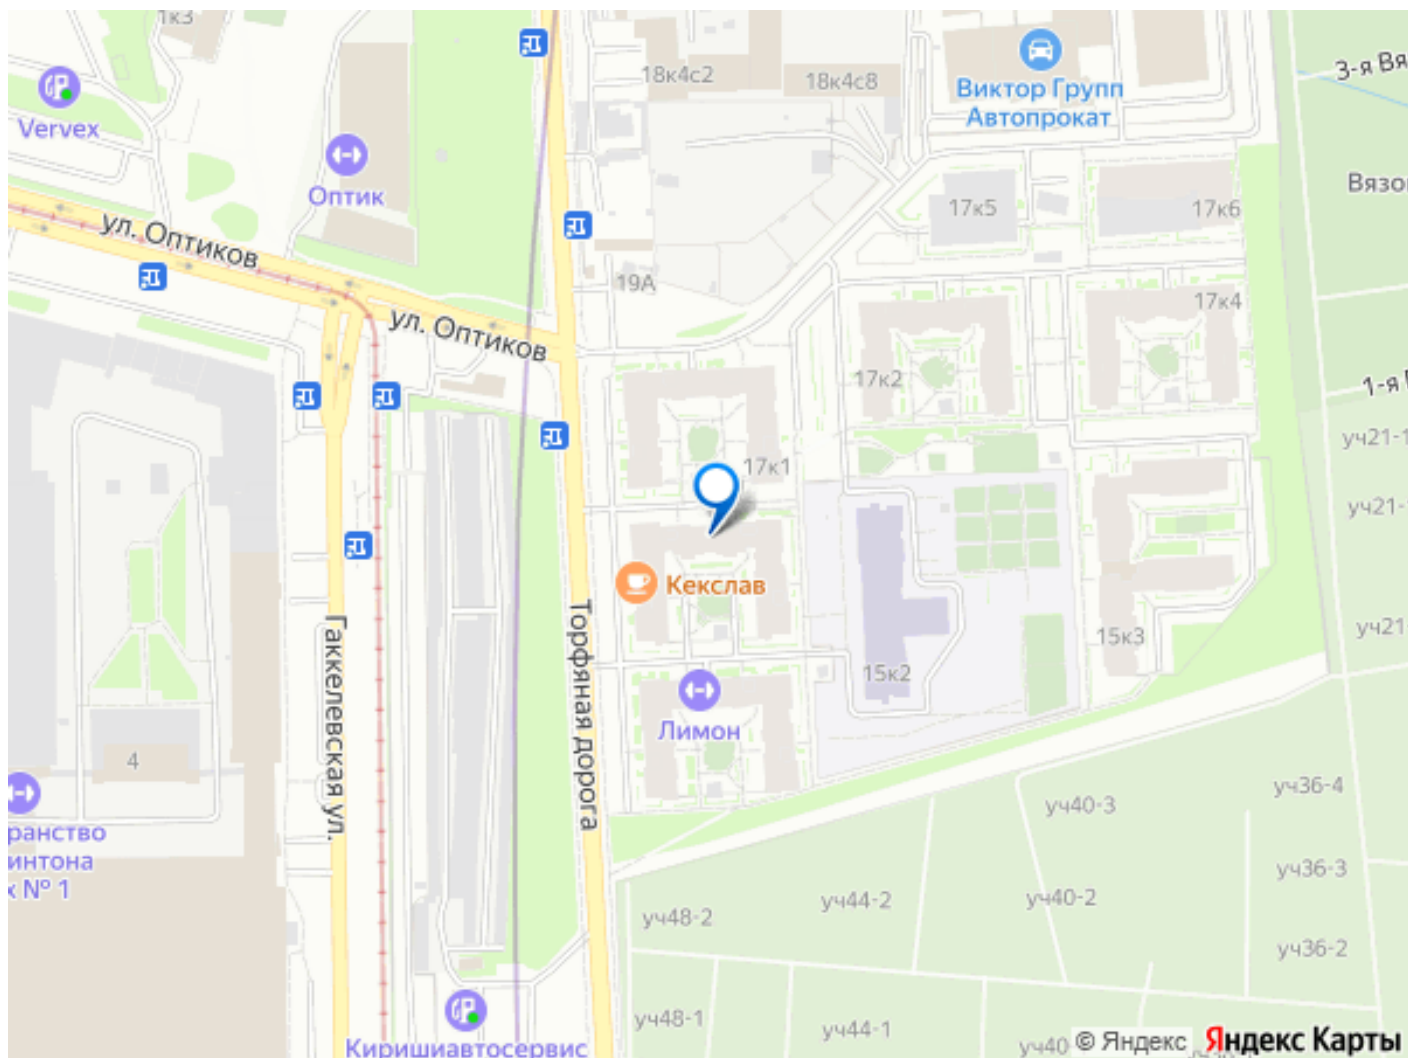 1к3
18к4с2
18к4с8
3-я Вя
Виктор Групп
Автопрокат
Vervex
Оптик
Вязо
17к5
17к6
ул. Оптиков
19А
17к4
ул. Оптиков
17к2
1-я
уч21-1
17к1
уч21-
Кекслав
Торфяная дорога
Гаккелевская ул.
15к3
уч21
15к2
Лимон
4
ранство
интона
№ 1
уч36-4
уч40-3
уч36-3
уч48-2
уч44-2
уч40-2
уч36-2
уч48-1
уч44-1
уч40
© Яндекс
Яндекс Карты
Киришиавтосервис